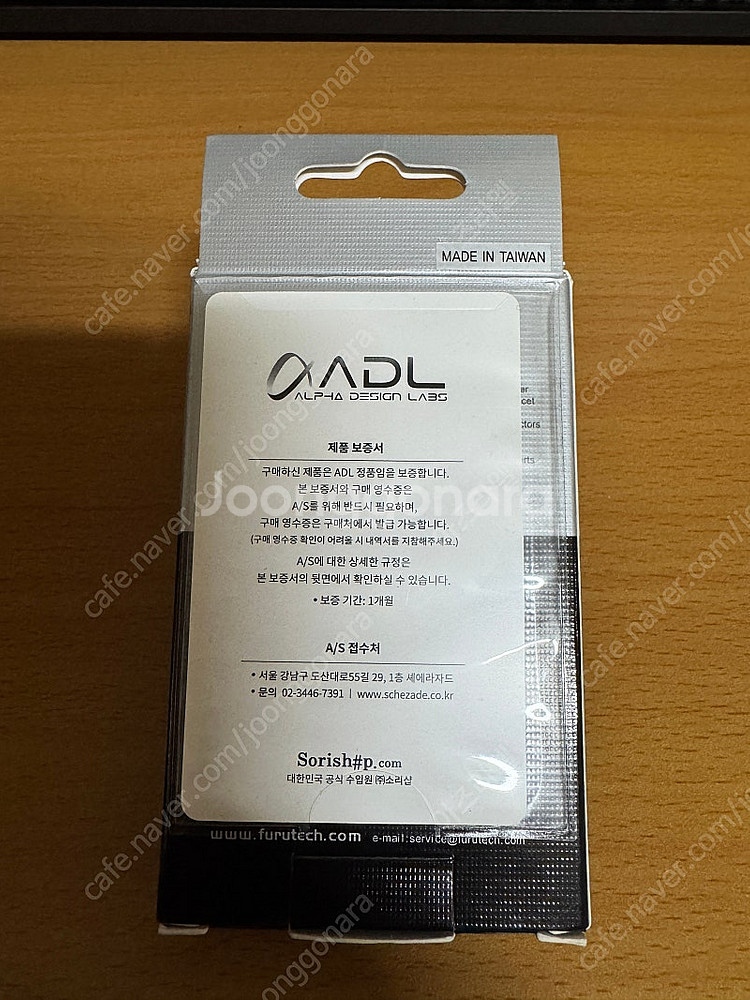 MADE IN TAIWAN
ADL
ALPHA DESIGN LABS
제품 보증서
구매하신 제품은 ADL 정품임을 보증합니다.
본 보증서와 구매 영수증은
A/S를 위해 반드시 필요하며,
구매 영수증은 구매처에서 발급 가능합니다.
(구매 영수증 확인이 어려울 시 내역서를 지참해주세요.)
A/S에 대한 상세한 규정은
본 보증서의 뒷면에서 확인하실 수 있습니다.
• 보증 기간: 1개월
A/S 접수처
• 서울 강남구 도산대로55길 29, 1층 셰에라자드
• 문의 02-3446-7391 | www.schezade.co.kr
Sorish#p.com
대한민국 공식 수입원 ㈜소리샵
www.furutech.com e-mail:service@furutech.com
Joonggonara
cafe.naver.com/joonggonara